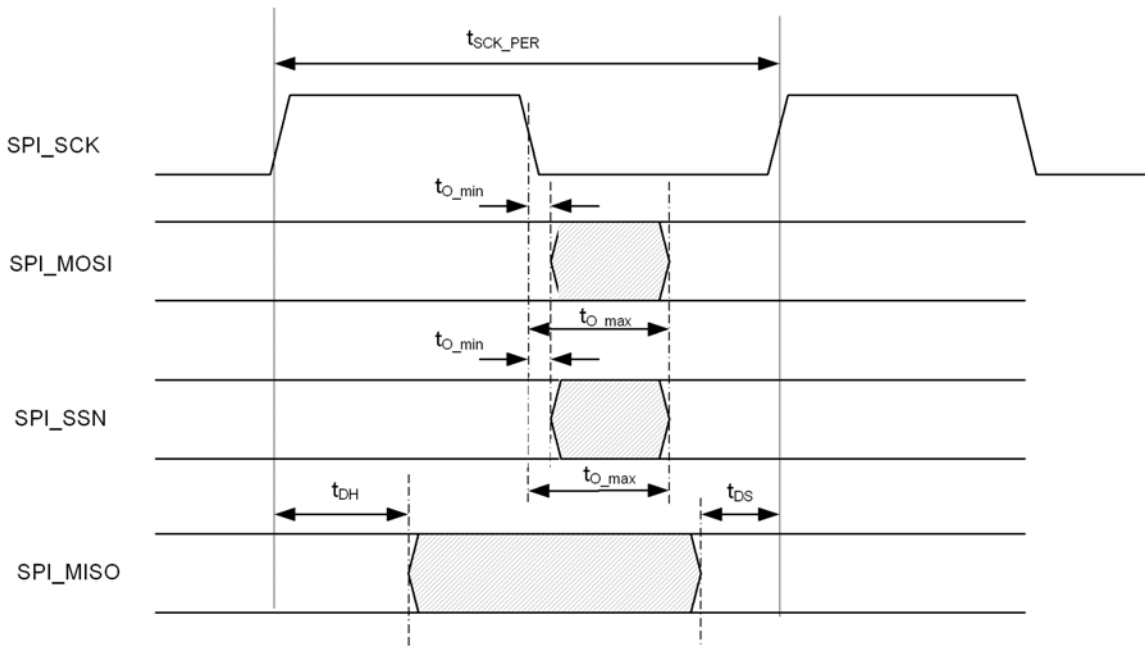 tSCK_PER
SPI_SCK
tO_min
SPI_MOSI
tO_max
tO_min
SPI_SSN
tO_max
tDH
tDS
SPI_MISO